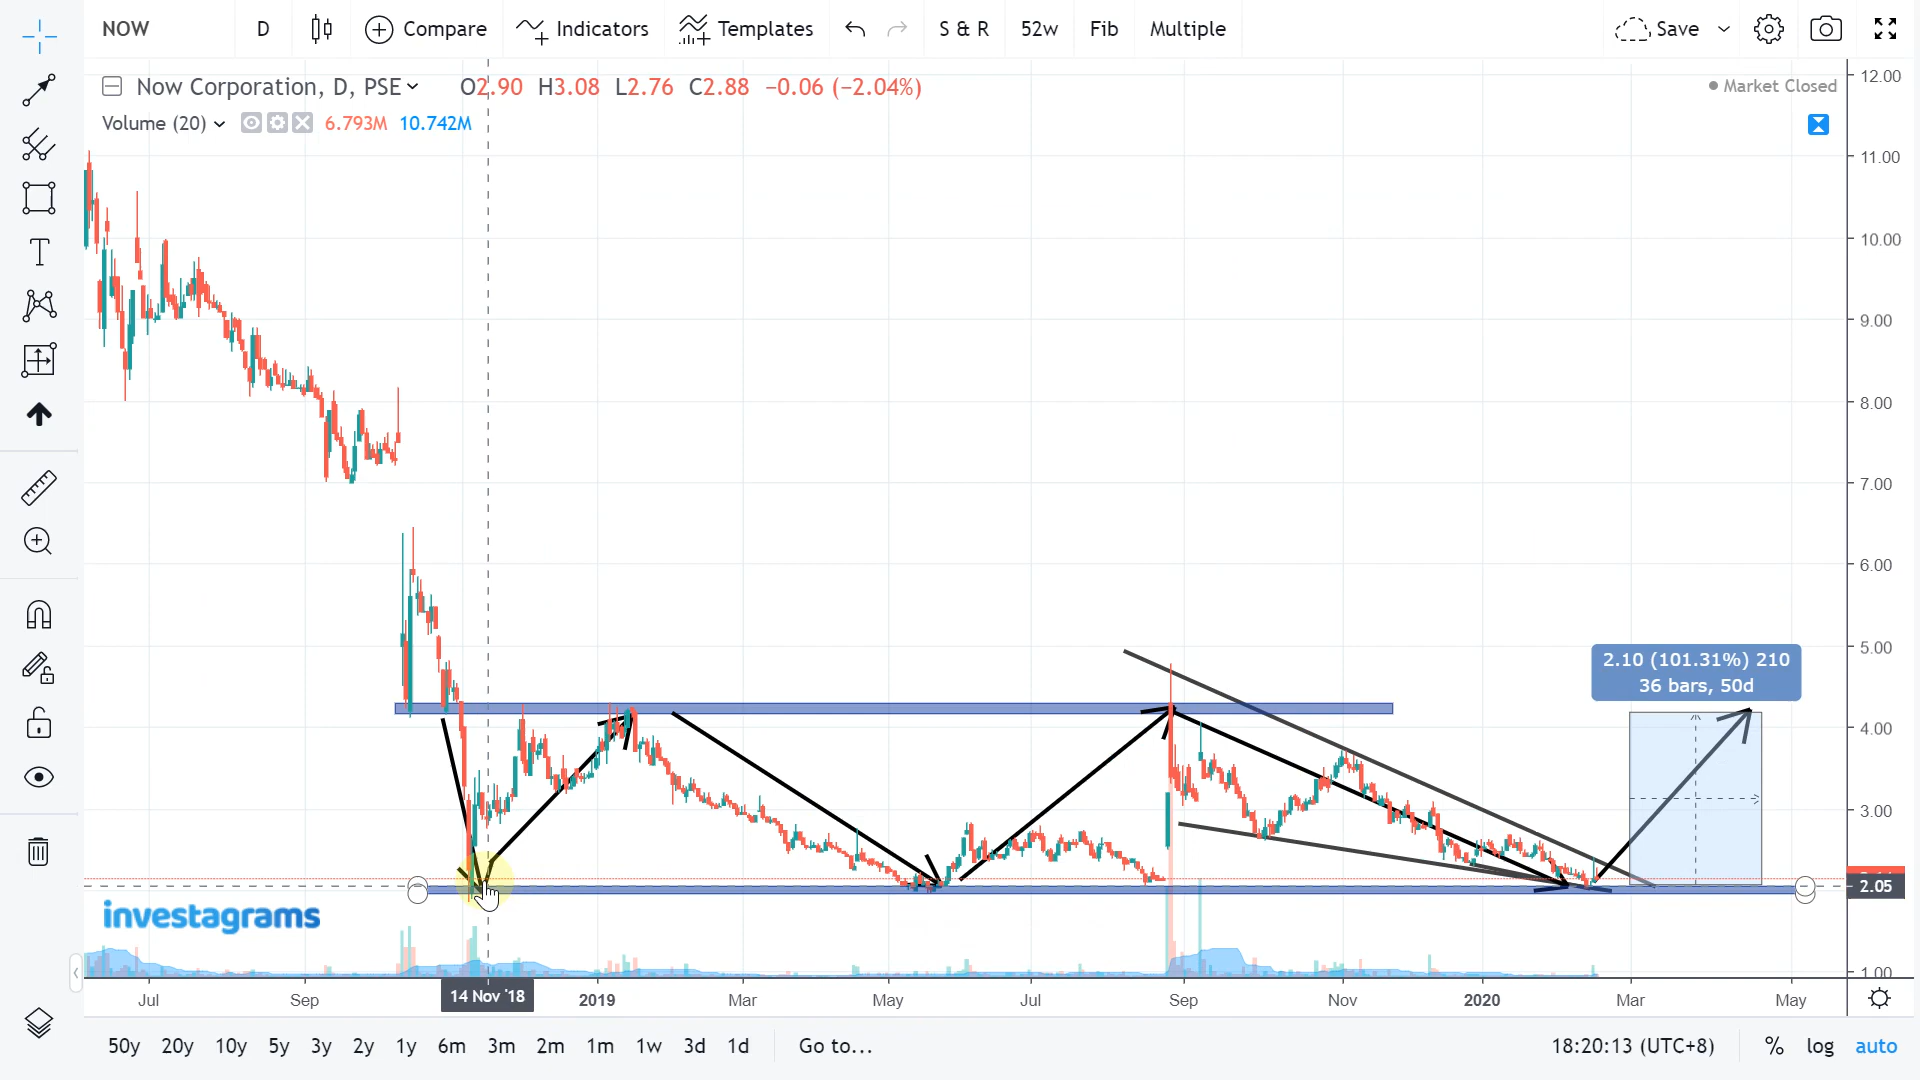 NOW D Compare Indicators Templates S & R 52w Fib Multiple Save
Now Corporation, D, PSE O2.90 H3.08 L2.76 C2.88 −0.06 (−2.04%) Market Closed
Volume (20) 6.793M 10.742M
12.00
11.00
10.00
9.00
8.00
7.00
6.00
5.00
4.00
3.00
2.05
1.00
2.10 (101.31%) 210
36 bars, 50d
investagrams
Jul Sep 14 Nov '18 2019 Mar May Jul Sep Nov 2020 Mar May
50y 20y 10y 5y 3y 2y 1y 6m 3m 2m 1m 1w 3d 1d Go to... 18:20:13 (UTC+8) % log auto